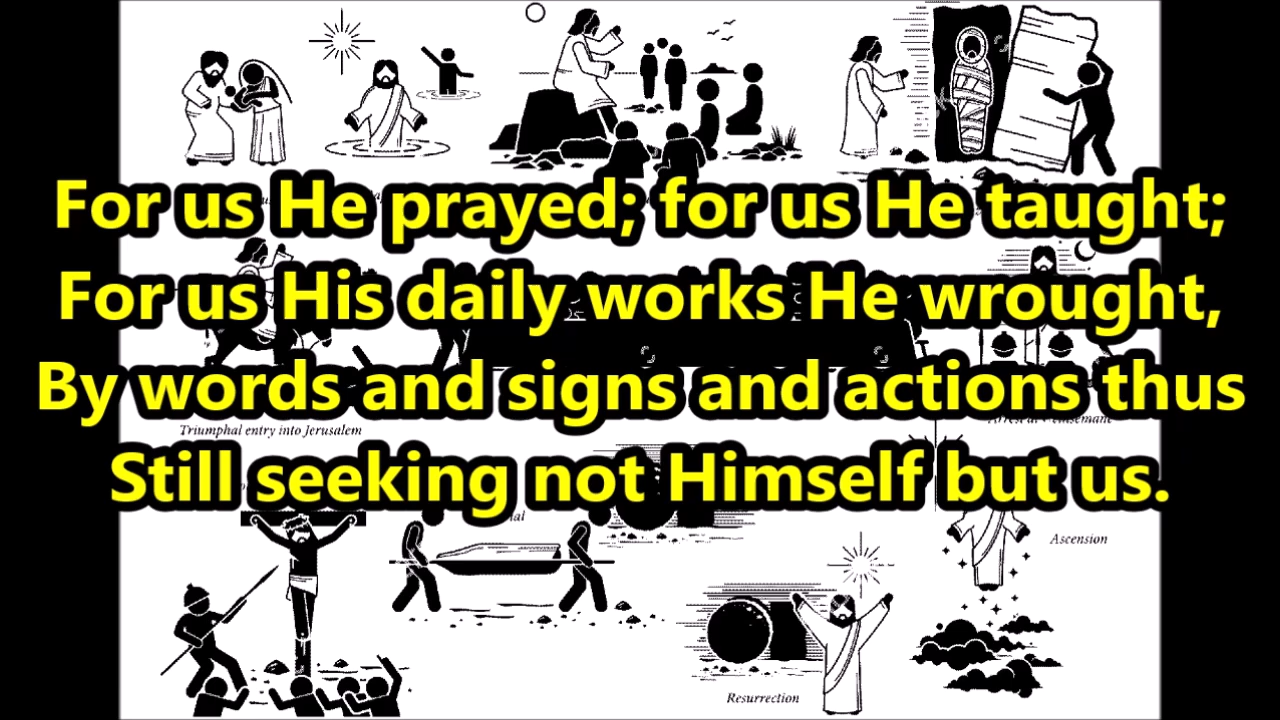 For us He prayed; for us He taught;
For us His daily works He wrought,
By words and signs and actions thus
Triumphal entry into Jerusalem
Still seeking not Himself but us.
Ascension
Resurrection